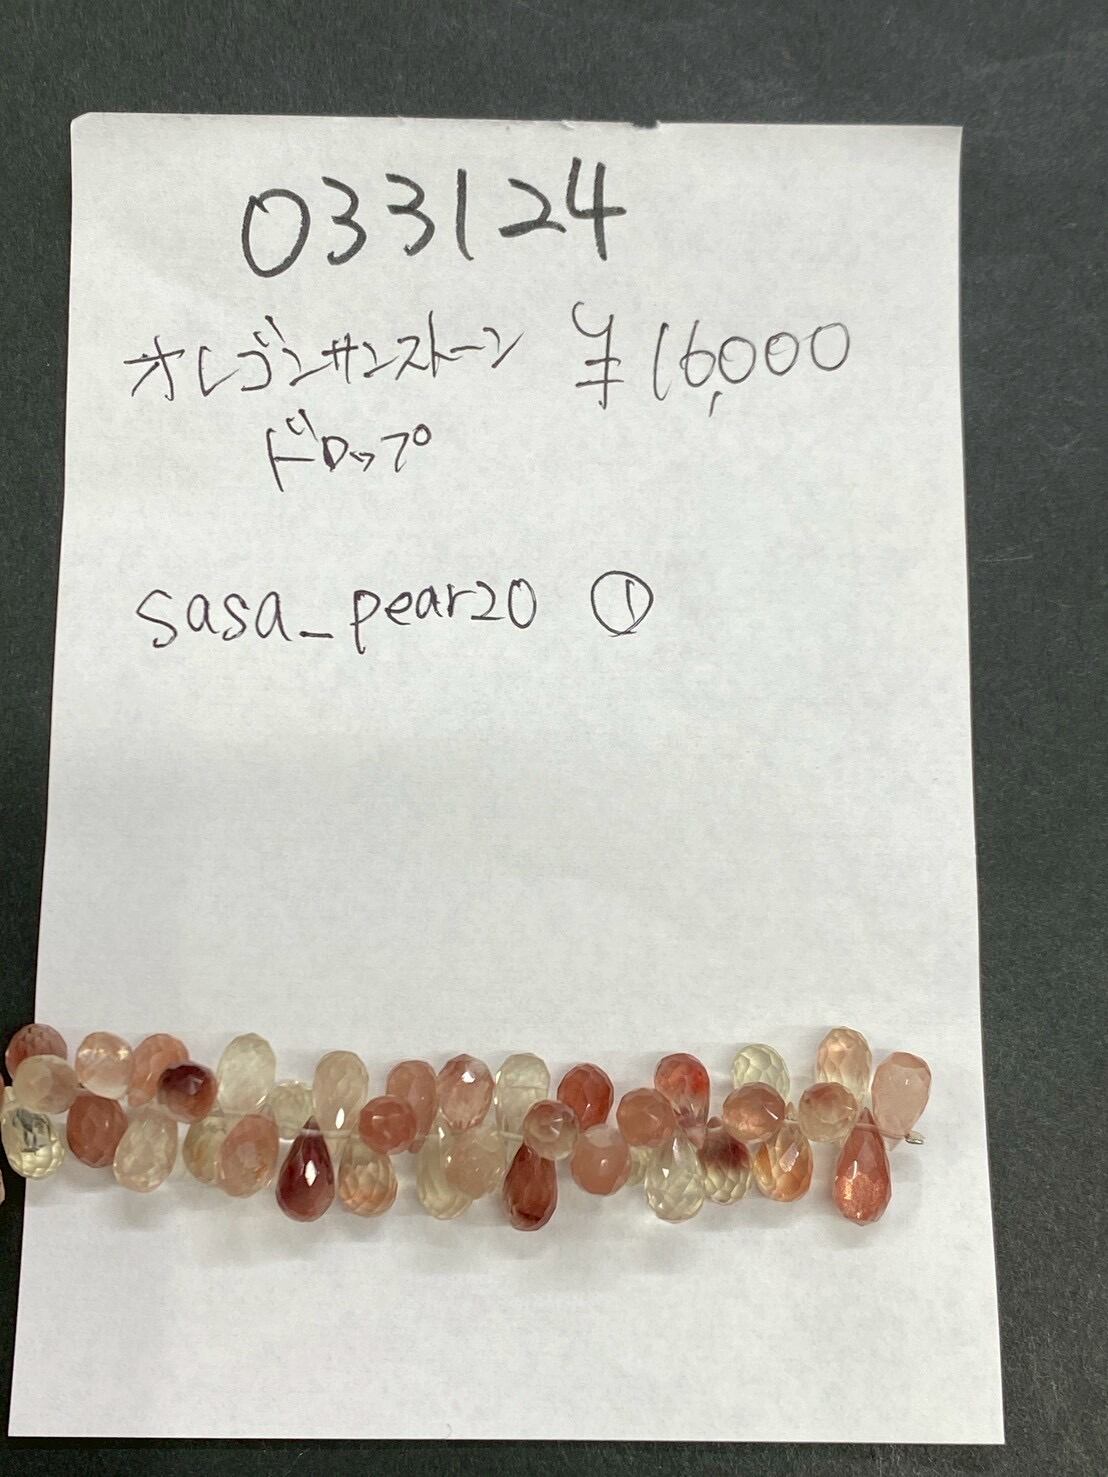 033124
オレゴンサンストーン ¥16,000
ドロップ
sasa_pear20 ①